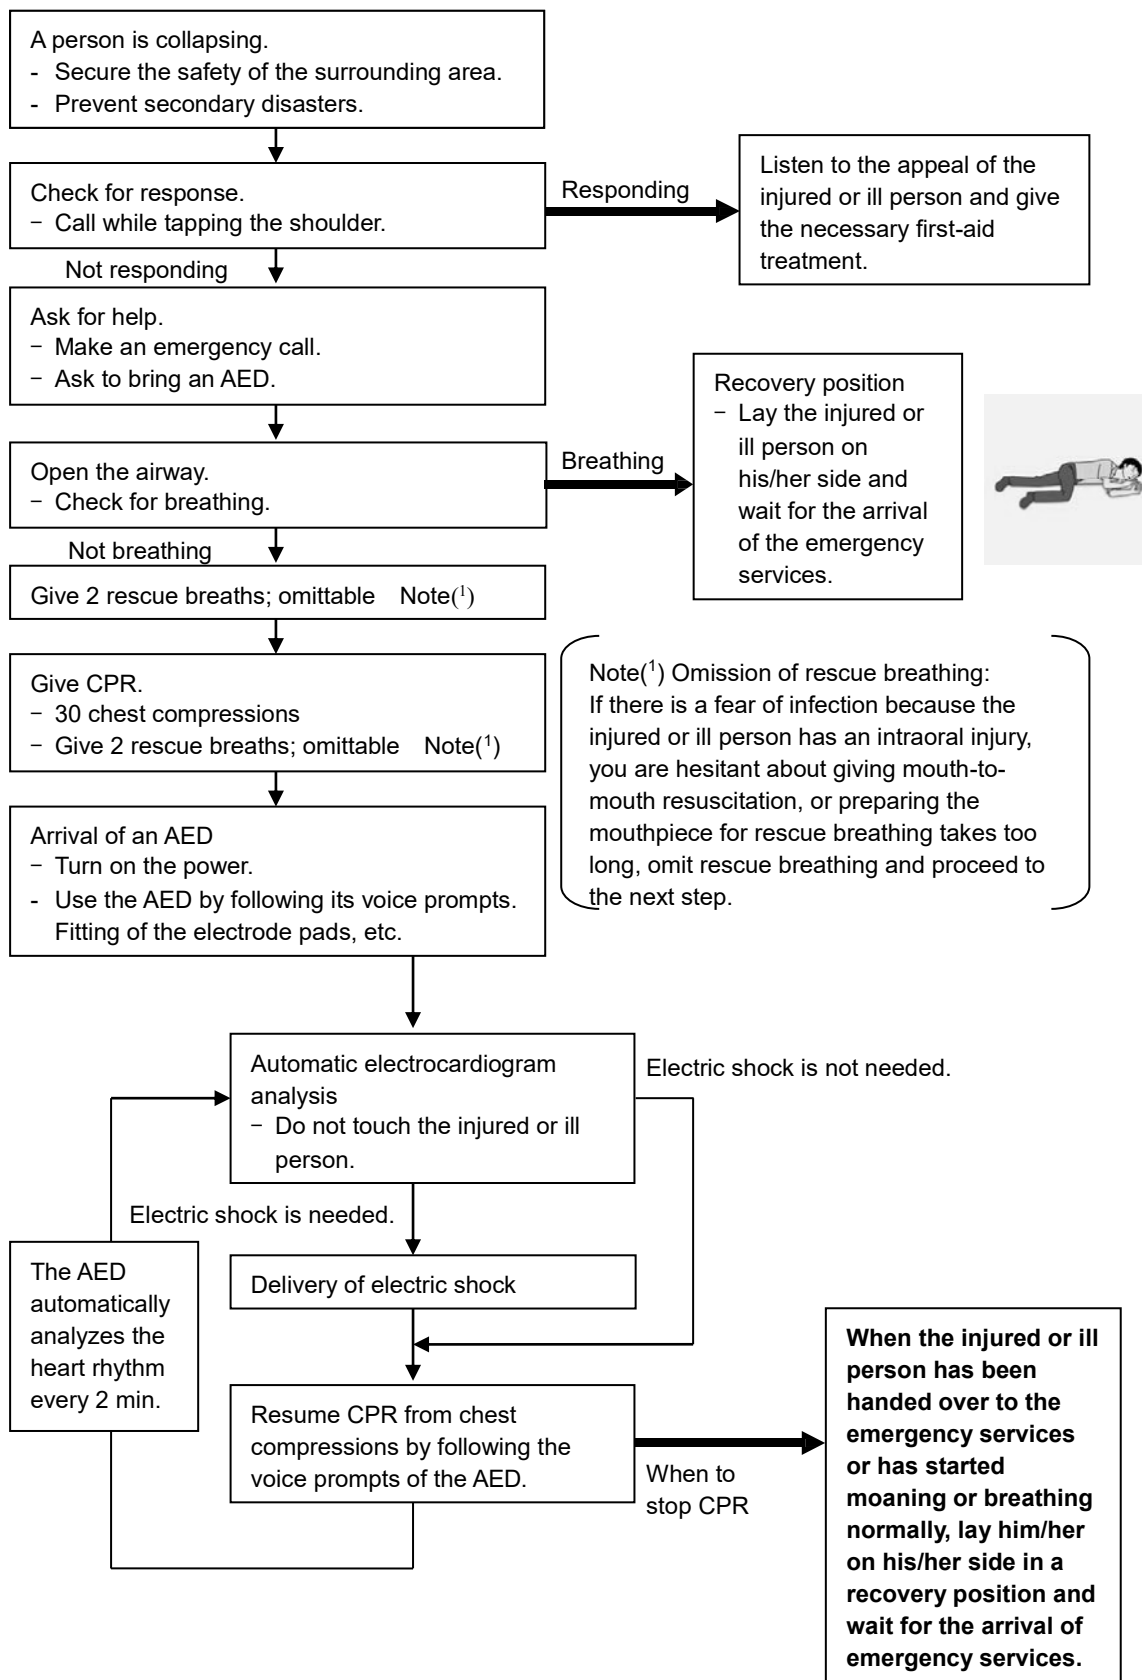 A person is collapsing.
- Secure the safety of the surrounding area.
- Prevent secondary disasters.
Check for response.
− Call while tapping the shoulder.
Responding
Listen to the appeal of the
injured or ill person and give
the necessary first-aid
treatment.
Not responding
Ask for help.
− Make an emergency call.
− Ask to bring an AED.
Open the airway.
− Check for breathing.
Breathing
Recovery position
− Lay the injured or
ill person on
his/her side and
wait for the arrival
of the emergency
services.
Not breathing
Give 2 rescue breaths; omittable Note(¹)
Give CPR.
− 30 chest compressions
− Give 2 rescue breaths; omittable Note(¹)
Note(¹) Omission of rescue breathing:
If there is a fear of infection because the
injured or ill person has an intraoral injury,
you are hesitant about giving mouth-to-
mouth resuscitation, or preparing the
mouthpiece for rescue breathing takes too
long, omit rescue breathing and proceed to
the next step.
Arrival of an AED
− Turn on the power.
- Use the AED by following its voice prompts.
Fitting of the electrode pads, etc.
Automatic electrocardiogram
analysis
− Do not touch the injured or ill
person.
Electric shock is not needed.
Electric shock is needed.
Delivery of electric shock
The AED
automatically
analyzes the
heart rhythm
every 2 min.
Resume CPR from chest
compressions by following the
voice prompts of the AED.
When to
stop CPR
When the injured or ill
person has been
handed over to the
emergency services
or has started
moaning or breathing
normally, lay him/her
on his/her side in a
recovery position and
wait for the arrival of
emergency services.